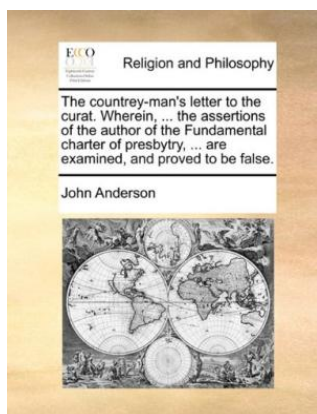 ECCO
Religion and Philosophy
The countrey-man's letter to the
curat. Wherein, ... the assertions
of the author of the Fundamental
charter of presbytry, ... are
examined, and proved to be false.
John Anderson